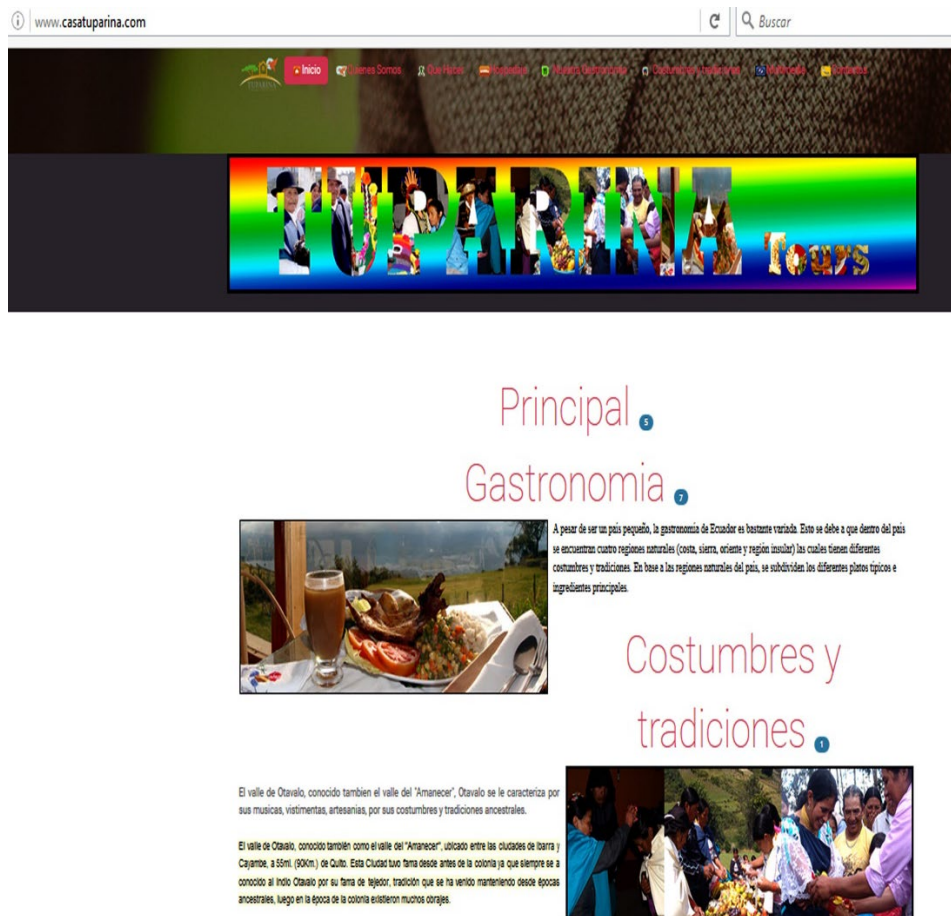 www.casatuparina.com
Buscar
TUPARINA
Inicio
Quienes Somos
Que Haces
Hospedaje
Costumbres y tradiciones
Multimedia
TUPARINA Tours
Principal 5
Gastronomia 7
A pesar de ser un país pequeño, la gastronomia de Ecuador es bastante variada. Esto se debe a que dentro del país
se encuentran cuatro regiones naturales (costa, sierra, oriente y región insular) las cuales tienen diferentes
costumbres y tradiciones. En base a las regiones naturales del país, se subdividen los diferentes platos típicos e
ingredientes principales.
Costumbres y
tradiciones 1
El valle de Otavalo, conocido tambien el valle del "Amanecer", Otavalo se le caracteriza por
sus musicas, vistimentas, artesanias, por sus costumbres y tradiciones ancestrales.
El valle de Otavalo, conocido también como el valle del "Amanecer", ubicado entre las ciudades de Ibarra y
Cayambe, a 55ml. (90Km.) de Quito. Esta Ciudad tuvo fama desde antes de la colonia ya que siempre se a
conocido al Indio Otavalo por su fama de tejedor, tradición que se ha venido manteniendo desde épocas
ancestrales, luego en la época de la colonia existieron muchos obrajes.